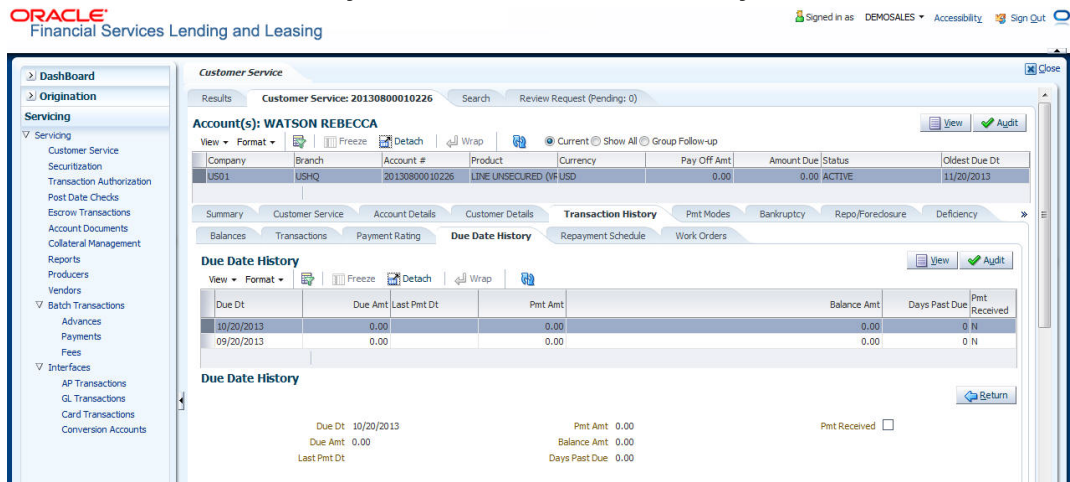 ORACLE
Financial Services Lending and Leasing
Signed in as DEMOSALES Accessibility Sign Out
Close
DashBoard
Origination
Servicing
Servicing
Customer Service
Securitization
Transaction Authorization
Post Date Checks
Escrow Transactions
Account Documents
Collateral Management
Reports
Producers
Vendors
Batch Transactions
Advances
Payments
Fees
Interfaces
AP Transactions
GL Transactions
Card Transactions
Conversion Accounts
Customer Service
Results Customer Service: 20130800010226 Search Review Request (Pending: 0)
Account(s): WATSON REBECCA
View Audit
View Format Freeze Detach Wrap Current Show All Group Follow-up
Company Branch Account # Product Currency Pay Off Amt Amount Due Status Oldest Due Dt
US01 USHQ 20130800010226 LINE UNSECURED (VR USD 0.00 0.00 ACTIVE 11/20/2013
Summary Customer Service Account Details Customer Details Transaction History Pmt Modes Bankruptcy Repo/Foreclosure Deficiency »
Balances Transactions Payment Rating Due Date History Repayment Schedule Work Orders
Due Date History
View Audit
View Format Freeze Detach Wrap
Due Dt Due Amt Last Pmt Dt Pmt Amt Balance Amt Days Past Due Pmt Received
10/20/2013 0.00 0.00 0.00 0 N
09/20/2013 0.00 0.00 0.00 0 N
Due Date History
Return
Due Dt 10/20/2013 Pmt Amt 0.00 Pmt Received
Due Amt 0.00 Balance Amt 0.00
Last Pmt Dt Days Past Due 0.00